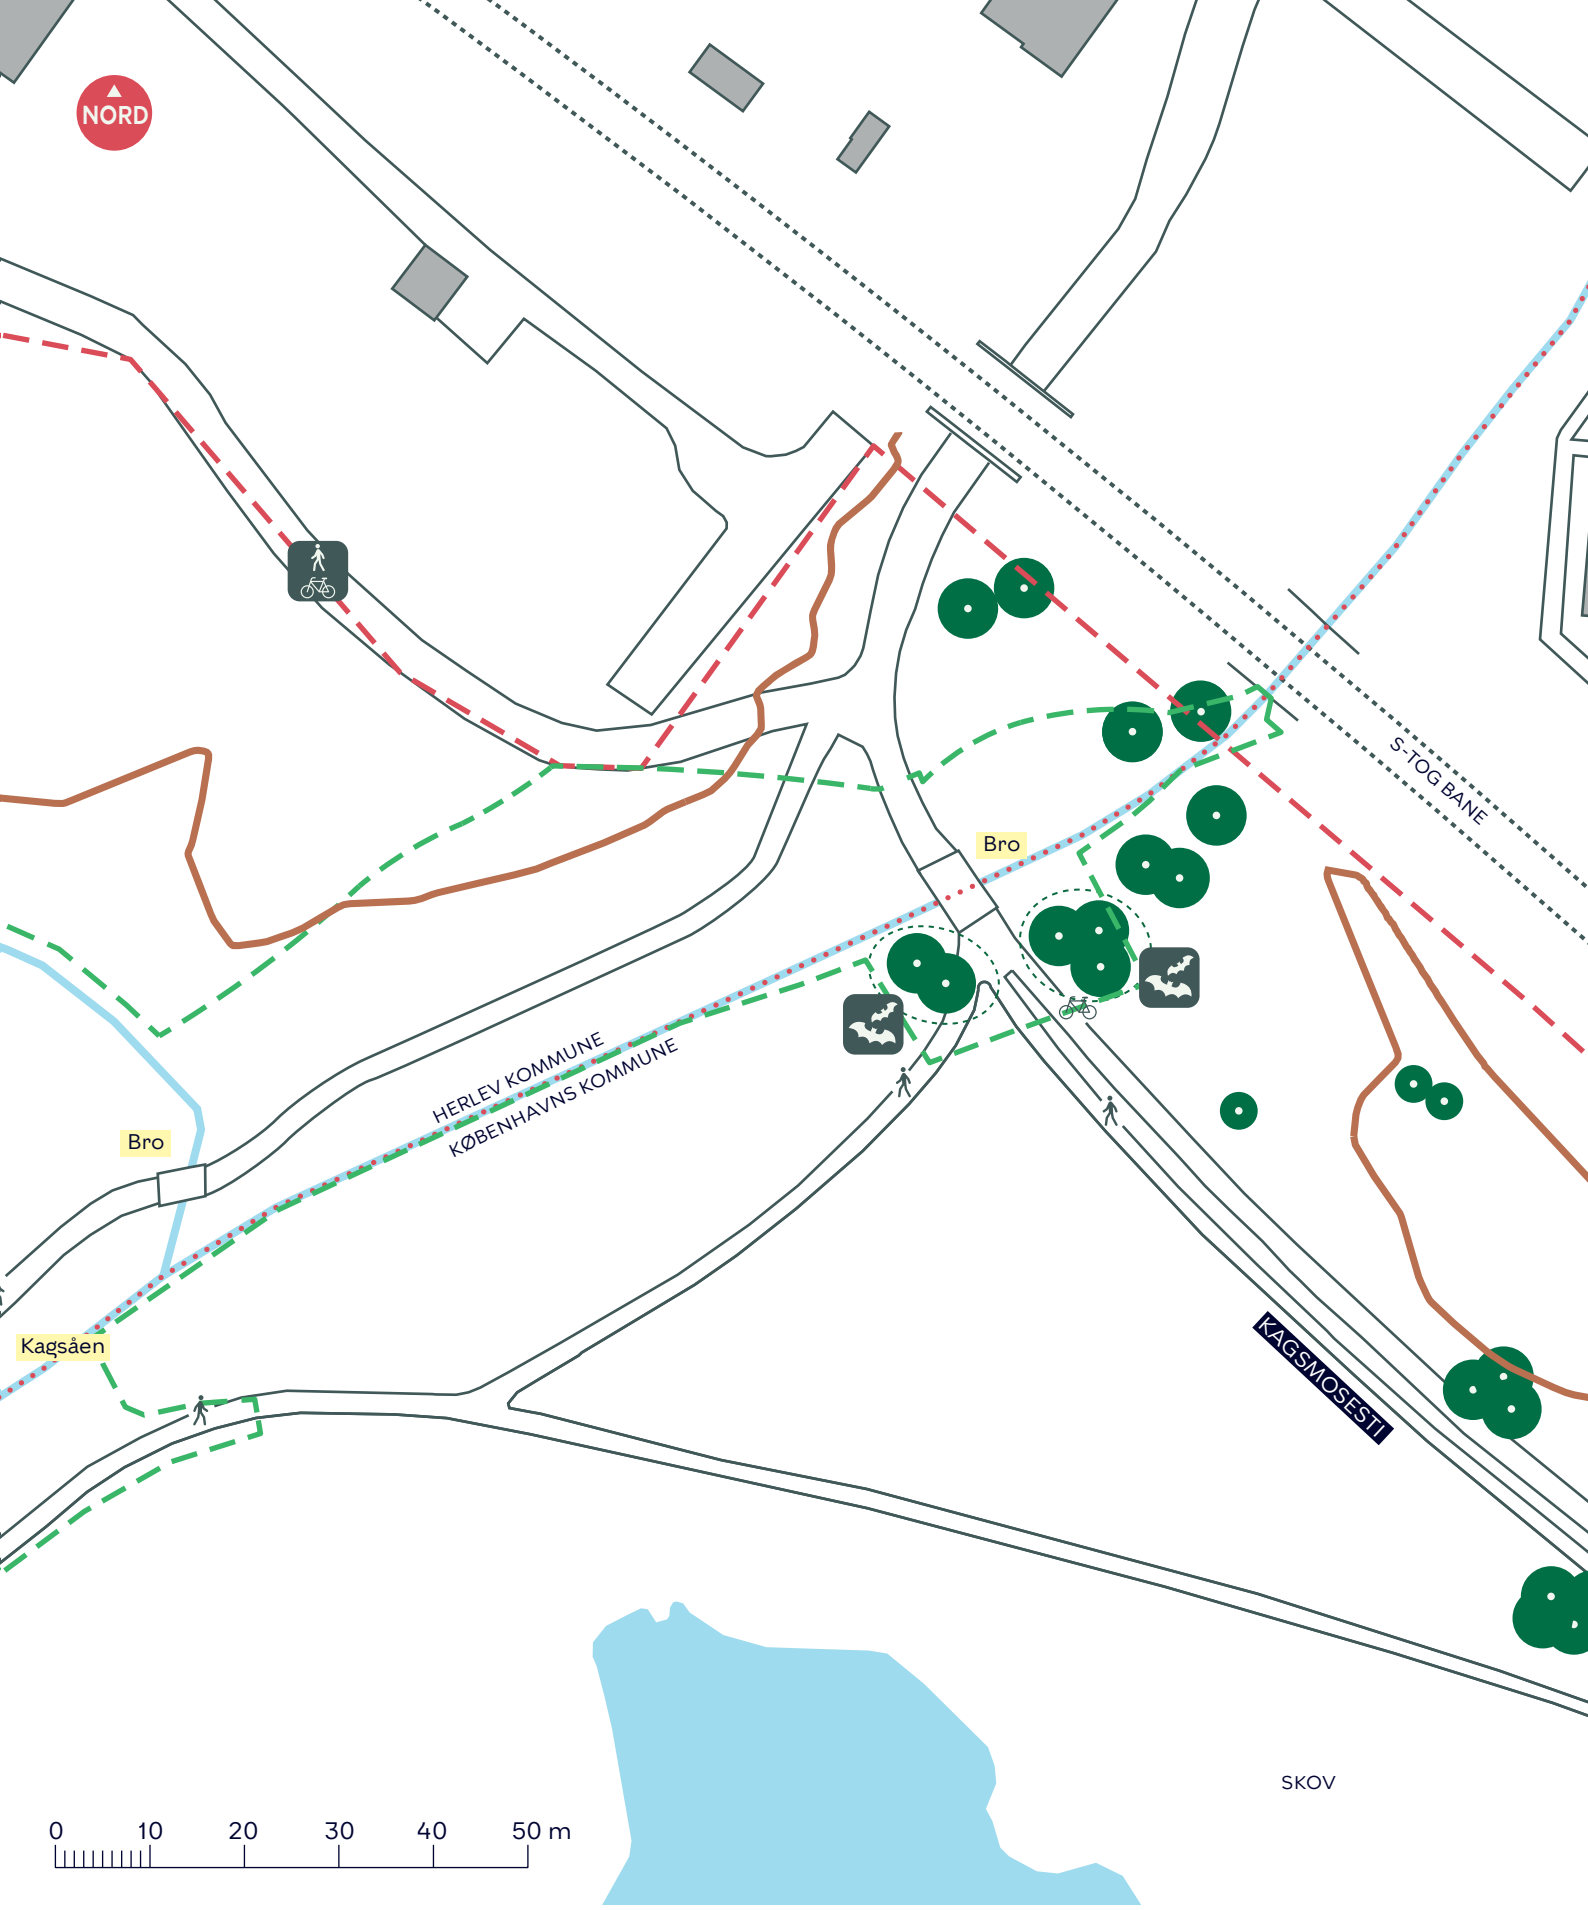 NORD
S-TOG BANE
Bro
HERLEV KOMMUNE
KØBENHAVNS KOMMUNE
Bro
Kagsåen
KAGSMOSESTI
SKOV
0 10 20 30 40 50 m